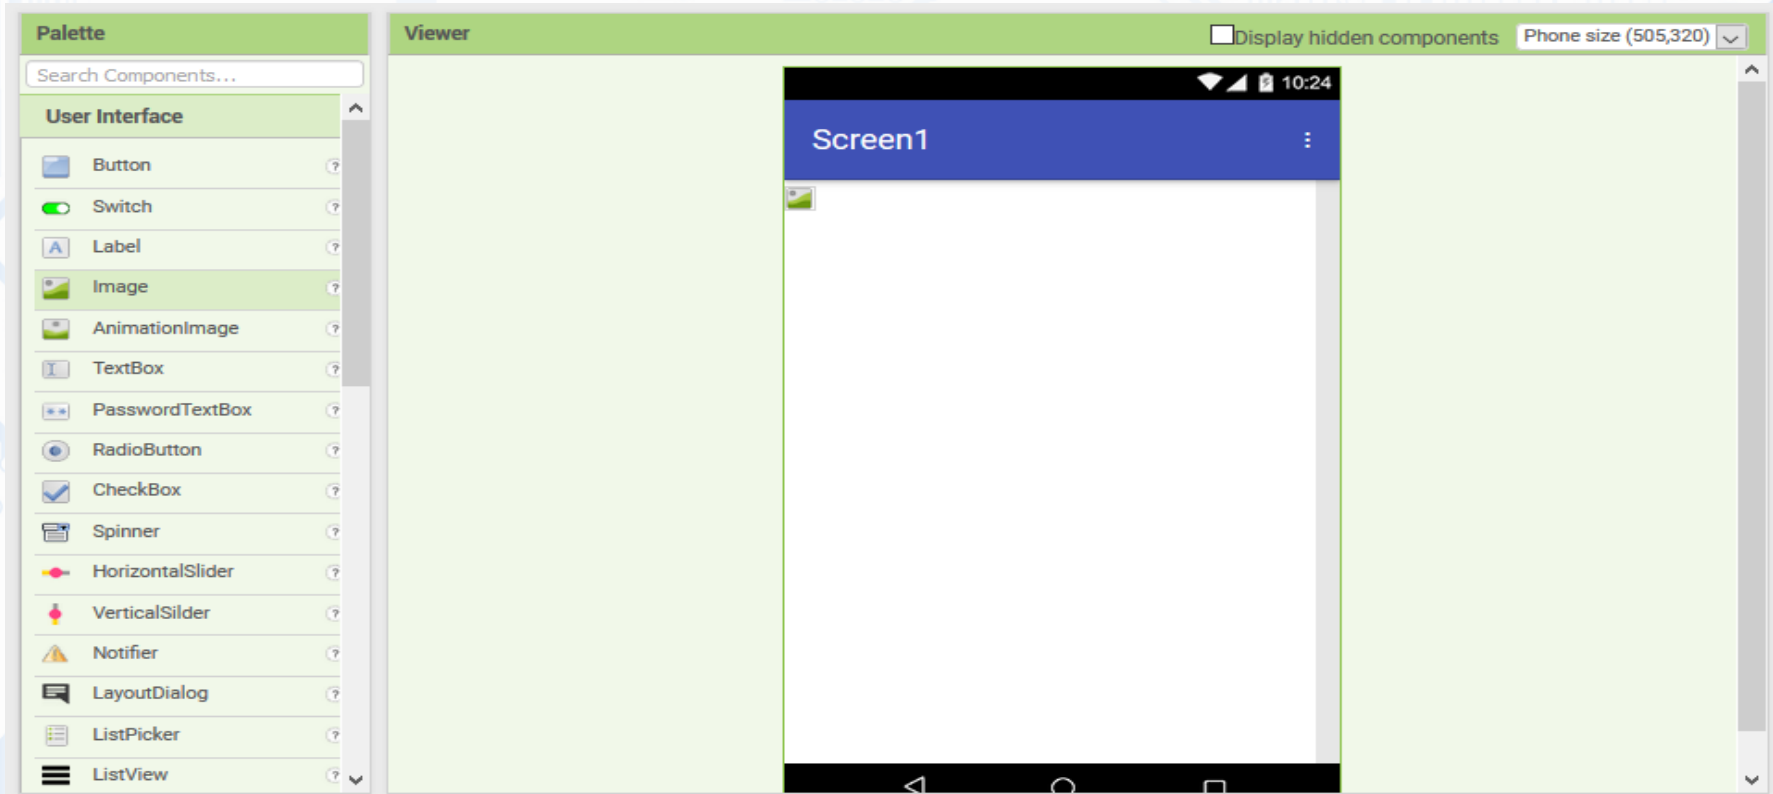 Palette
Search Components...
User Interface
Button ?
Switch ?
Label ?
Image ?
AnimationImage ?
TextBox ?
PasswordTextBox ?
RadioButton ?
CheckBox ?
Spinner ?
HorizontalSlider ?
VerticalSilder ?
Notifier ?
LayoutDialog ?
ListPicker ?
ListView ?
Viewer
Display hidden components
Phone size (505,320)
10:24
Screen1